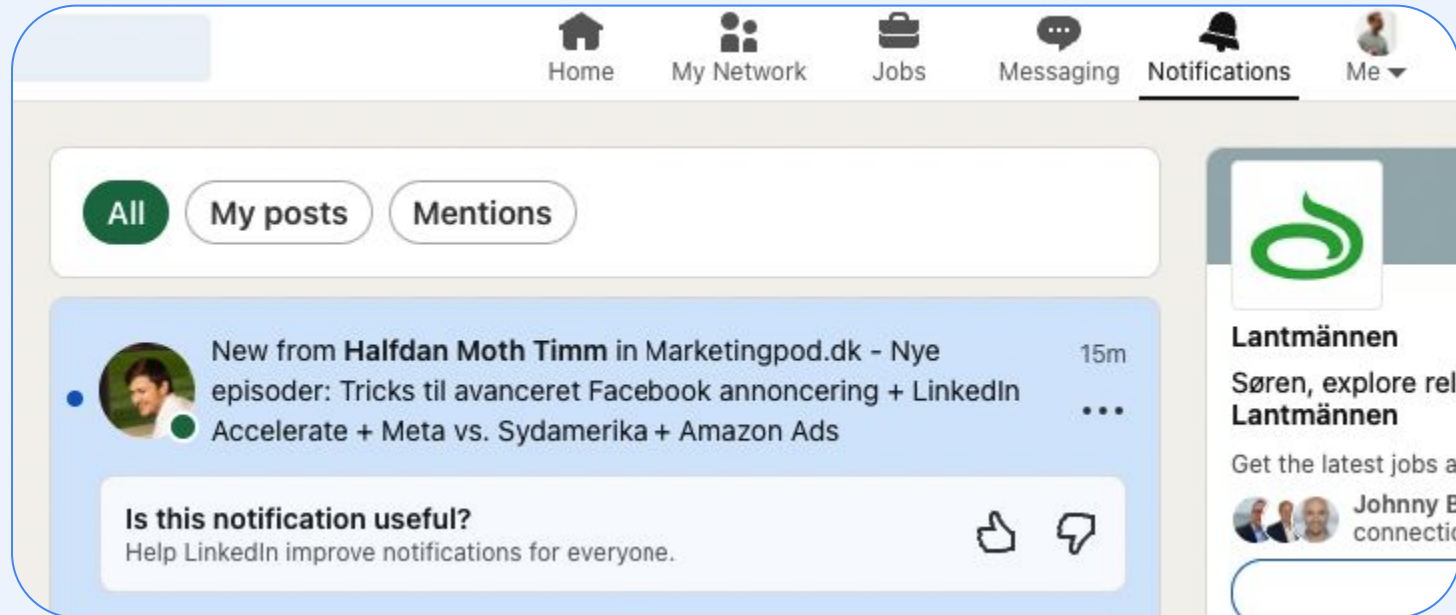 Home
My Network
Jobs
Messaging
Notifications
Me
All
My posts
Mentions
New from Halfdan Moth Timm in Marketingpod.dk - Nye
episoder: Tricks til avanceret Facebook annoncering + LinkedIn
Accelerate + Meta vs. Sydamerika + Amazon Ads
15m
Is this notification useful?
Help LinkedIn improve notifications for everyone.
Lantmännen
Søren, explore rel
Lantmännen
Get the latest jobs a
Johnny B
connectio